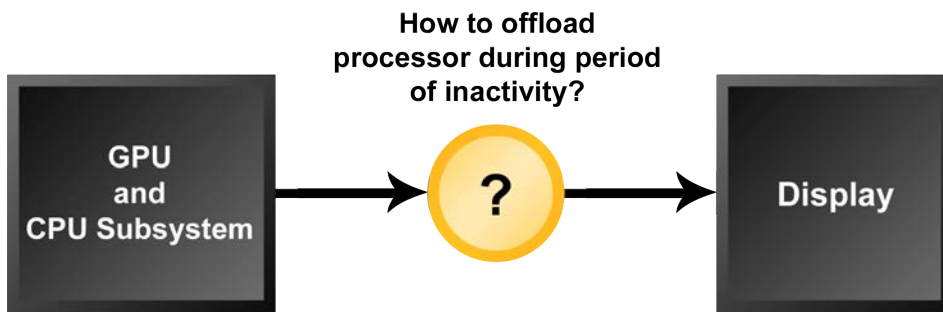 How to offload
processor during period
of inactivity?
GPU
and
CPU Subsystem
?
Display